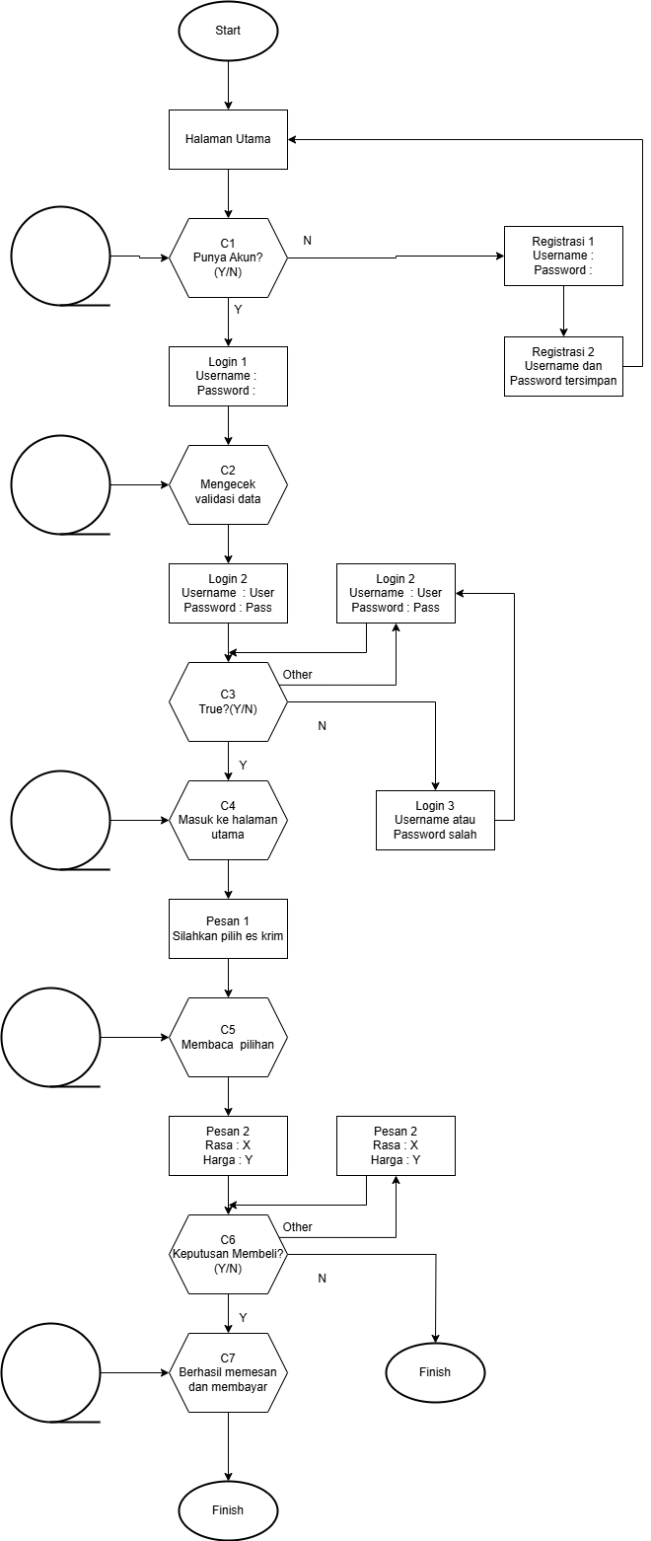 Start
Halaman Utama
C1
Punya Akun?
(Y/N)
N
Registrasi 1
Username :
Password :
Y
Registrasi 2
Username dan
Password tersimpan
Login 1
Username :
Password :
C2
Mengecek
validasi data
Login 2
Username  : User
Password : Pass
Login 2
Username  : User
Password : Pass
Other
C3
True?(Y/N)
N
Y
C4
Masuk ke halaman
utama
Login 3
Username atau
Password salah
Pesan 1
Silahkan pilih es krim
C5
Membaca  pilihan
Pesan 2
Rasa : X
Harga : Y
Pesan 2
Rasa : X
Harga : Y
Other
C6
Keputusan Membeli?
(Y/N)
N
Y
C7
Berhasil memesan
dan membayar
Finish
Finish